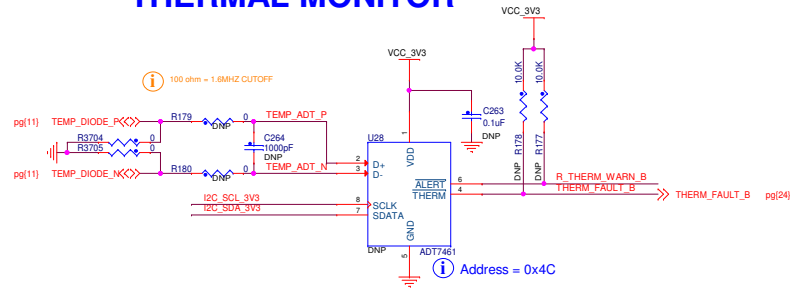 THERMAL MONITOR
VCC_3V3
VCC_3V3
100 ohm = 1.6MHZ CUTOFF
10.0K
10.0K
pg{11} TEMP_DIODE_P
R179 0 DNP
TEMP_ADT_P
R3704 0
R3705 0
C264
1000pF
DNP
C263
0.1uF
DNP
pg{11} TEMP_DIODE_N
R180 0 DNP
TEMP_ADT_N
DNP R178
DNP R177
U28
1 VDD
2 D+
3 D-
6 ALERT R_THERM_WARN_B
4 THERM THERM_FAULT_B
THERM_FAULT_B pg{24}
I2C_SCL_3V3 8 SCLK
I2C_SDA_3V3 7 SDATA
5 GND
DNP
ADT7461
Address = 0x4C